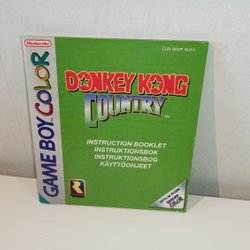 Nintendo
GAME BOY COLOR
DONKEY KONG
COUNTRY
INSTRUCTION BOOKLET
INSTRUKTIONSBOK
INSTRUKTIONSBOG
KÄYTTÖOHJEET